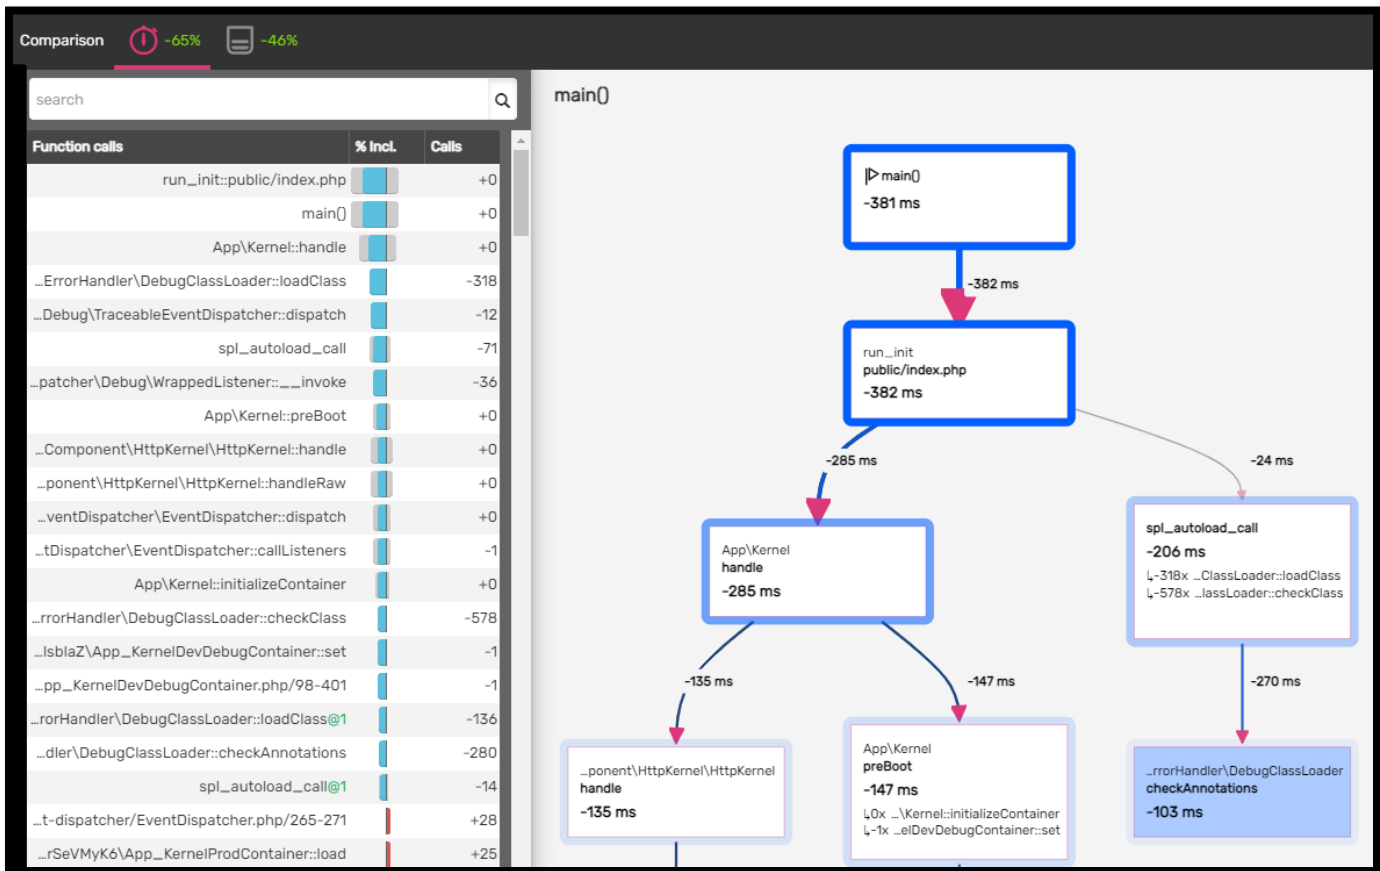 Comparison -65% -46%
search
Function calls % Incl. Calls
run_init::public/index.php +0
main() +0
App\Kernel::handle +0
…ErrorHandler\DebugClassLoader::loadClass -318
…Debug\TraceableEventDispatcher::dispatch -12
spl_autoload_call -71
…patcher\Debug\WrappedListener::__invoke -36
App\Kernel::preBoot +0
…Component\HttpKernel\HttpKernel::handle +0
…ponent\HttpKernel\HttpKernel::handleRaw +0
…ventDispatcher\EventDispatcher::dispatch +0
…tDispatcher\EventDispatcher::callListeners -1
App\Kernel::initializeContainer +0
…rrorHandler\DebugClassLoader::checkClass -578
…lsblaZ\App_KernelDevDebugContainer::set -1
…pp_KernelDevDebugContainer.php/98-401 -1
…rorHandler\DebugClassLoader::loadClass@1 -136
…dler\DebugClassLoader::checkAnnotations -280
spl_autoload_call@1 -14
…t-dispatcher/EventDispatcher.php/265-271 +28
…rSeVMyK6\App_KernelProdContainer::load +25
main()
main()
-381 ms
-382 ms
run_init
public/index.php
-382 ms
-285 ms
-24 ms
App\Kernel
handle
-285 ms
spl_autoload_call
-206 ms
↳-318x …ClassLoader::loadClass
↳-578x …lassLoader::checkClass
-135 ms
-147 ms
-270 ms
…ponent\HttpKernel\HttpKernel
handle
-135 ms
App\Kernel
preBoot
-147 ms
↳0x …\Kernel::initializeContainer
↳-1x …elDevDebugContainer::set
…rrorHandler\DebugClassLoader
checkAnnotations
-103 ms